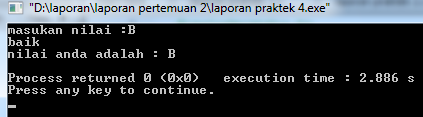 "D:\laporan\laporan pertemuan 2\laporan praktek 4.exe"
masukan nilai :B
baik
nilai anda adalah : B
Process returned 0 (0x0)   execution time : 2.886 s
Press any key to continue.